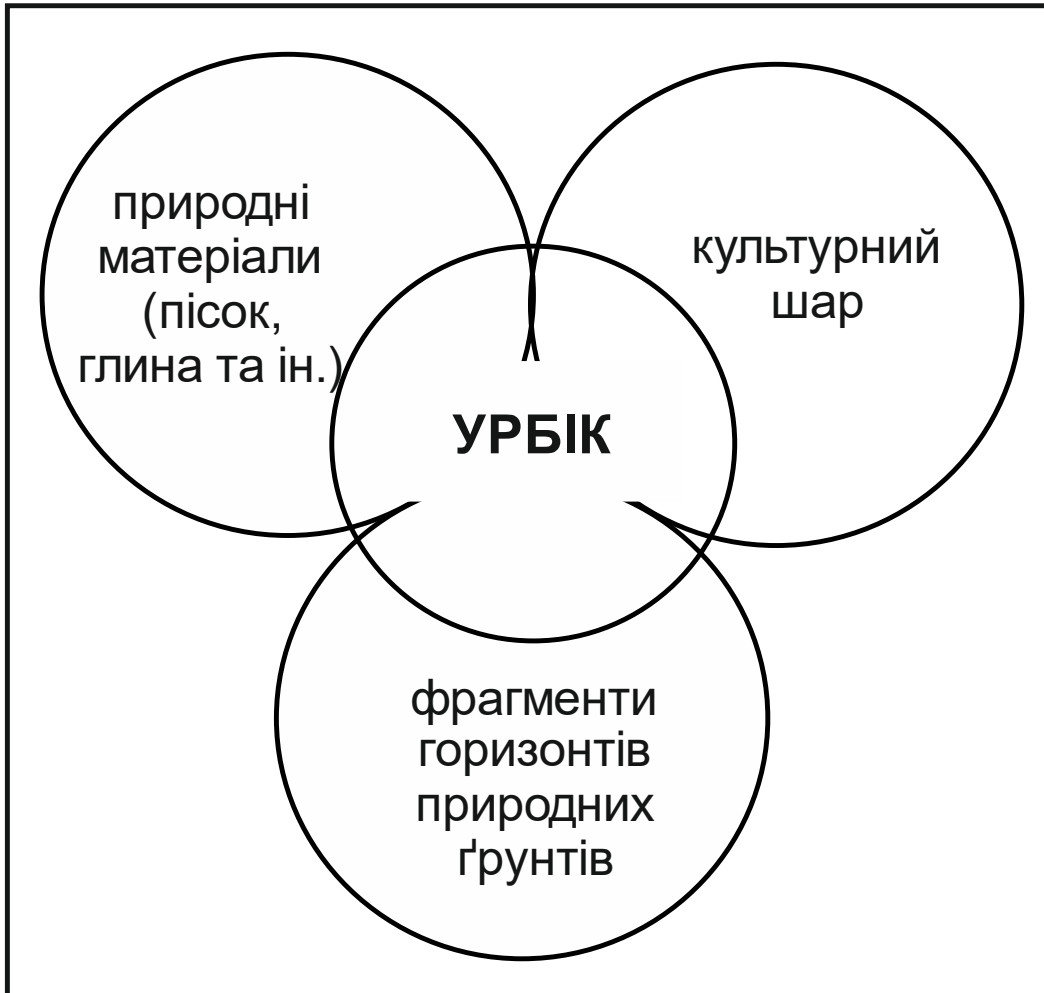 природні
матеріали
(пісок,
глина та ін.)
культурний
шар
УРБІК
фрагменти
горизонтів
природних
ґрунтів